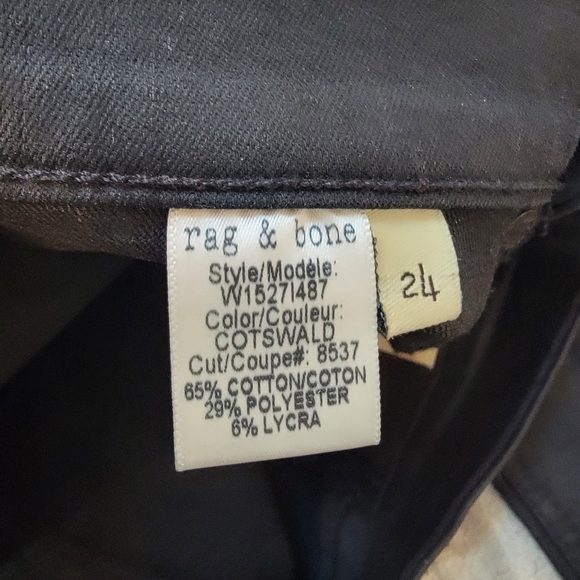 rag & bone
Style/Modèle:
W1527I487
Color/Couleur:
COTSWALD
Cut/Coupe#: 8537
65% COTTON/COTON
29% POLYESTER
6% LYCRA
24